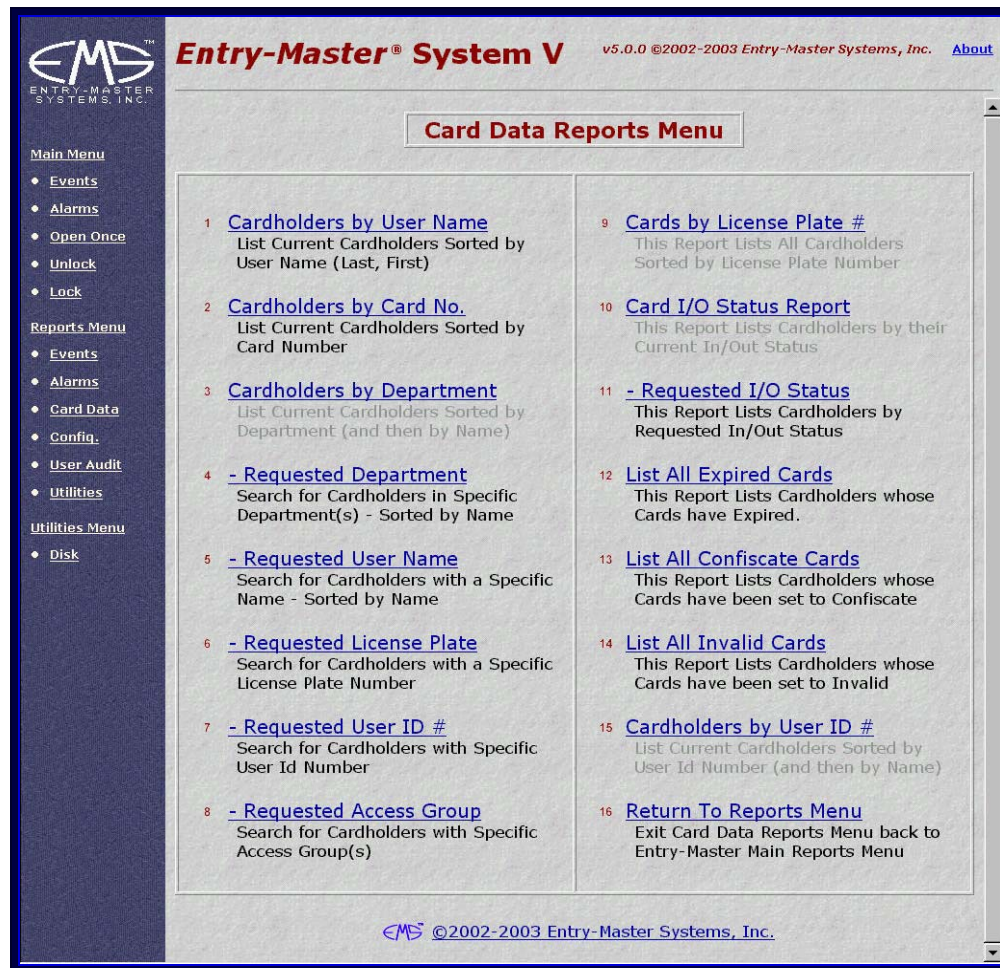 EMS™
ENTRY-MASTER
SYSTEMS, INC.
Entry-Master® System V
v5.0.0 ©2002-2003 Entry-Master Systems, Inc.
About
Main Menu
Events
Alarms
Open Once
Unlock
Lock
Reports Menu
Events
Alarms
Card Data
Config.
User Audit
Utilities
Utilities Menu
Disk
Card Data Reports Menu
1 Cardholders by User Name
List Current Cardholders Sorted by
User Name (Last, First)
2 Cardholders by Card No.
List Current Cardholders Sorted by
Card Number
3 Cardholders by Department
List Current Cardholders Sorted by
Department (and then by Name)
4 - Requested Department
Search for Cardholders in Specific
Department(s) - Sorted by Name
5 - Requested User Name
Search for Cardholders with a Specific
Name - Sorted by Name
6 - Requested License Plate
Search for Cardholders with a Specific
License Plate Number
7 - Requested User ID #
Search for Cardholders with Specific
User Id Number
8 - Requested Access Group
Search for Cardholders with Specific
Access Group(s)
9 Cards by License Plate #
This Report Lists All Cardholders
Sorted by License Plate Number
10 Card I/O Status Report
This Report Lists Cardholders by their
Current In/Out Status
11 - Requested I/O Status
This Report Lists Cardholders by
Requested In/Out Status
12 List All Expired Cards
This Report Lists Cardholders whose
Cards have Expired.
13 List All Confiscate Cards
This Report Lists Cardholders whose
Cards have been set to Confiscate
14 List All Invalid Cards
This Report Lists Cardholders whose
Cards have been set to Invalid
15 Cardholders by User ID #
List Current Cardholders Sorted by
User Id Number (and then by Name)
16 Return To Reports Menu
Exit Card Data Reports Menu back to
Entry-Master Main Reports Menu
EMS ©2002-2003 Entry-Master Systems, Inc.